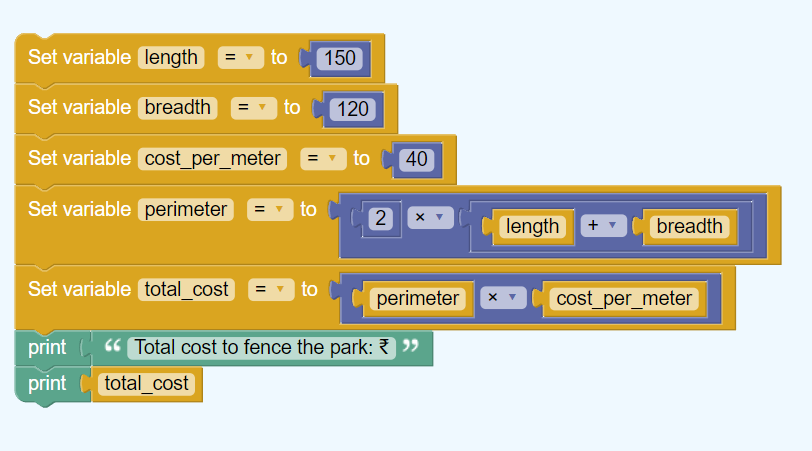 Set variable length = to 150
Set variable breadth = to 120
Set variable cost_per_meter = to 40
Set variable perimeter = to 2 × length + breadth
Set variable total_cost = to perimeter × cost_per_meter
print “ Total cost to fence the park: ₹ ”
print total_cost